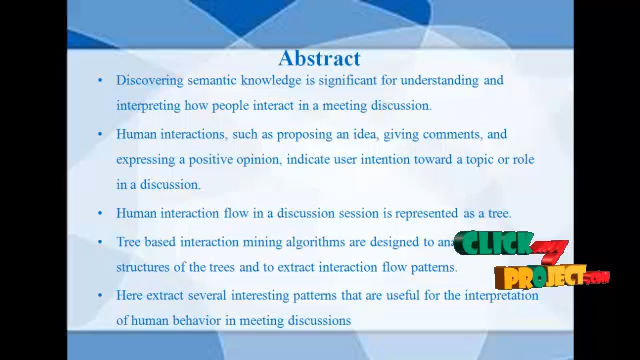 Abstract
• Discovering semantic knowledge is significant for understanding and
interpreting how people interact in a meeting discussion.
• Human interactions, such as proposing an idea, giving comments, and
expressing a positive opinion, indicate user intention toward a topic or role
in a discussion.
• Human interaction flow in a discussion session is represented as a tree.
• Tree based interaction mining algorithms are designed to
structures of the trees and to extract interaction flow patterns.
• Here extract several interesting patterns that are useful for the interpretation
of human behavior in meeting discussions
CLICK
MY
PROJECT.COM